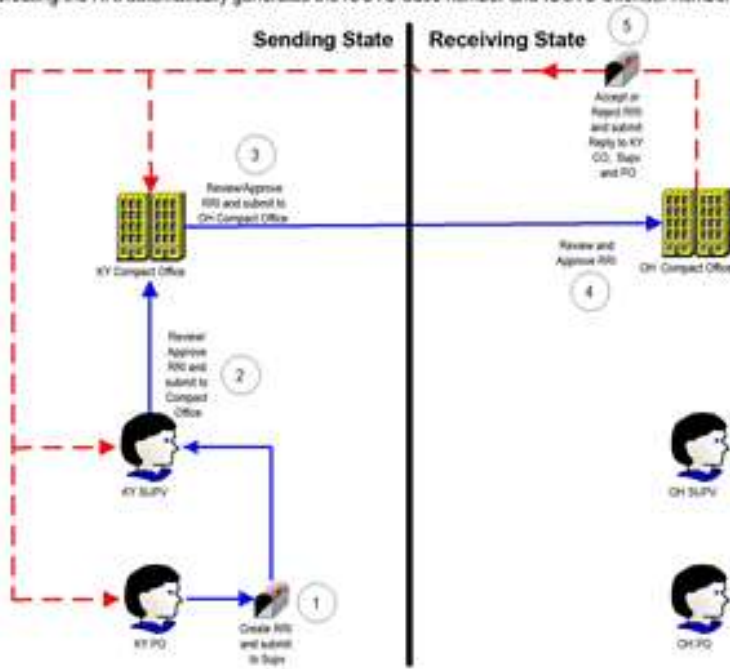 Sending State
Receiving State
5
Accept or
Reject RRI
and submit
Reply to KY
CO, Supv
and PO
3
Review/Approve
RRI and submit to
OH Compact Office
KY Compact Office
Review and
Approve RRI
4
OH Compact Office
Review/
Approve
RRI and
submit to
Compact
Office
2
KY SUPV
OH SUPV
1
Create RRI
and submit
to Supv
KY PO
OH PO